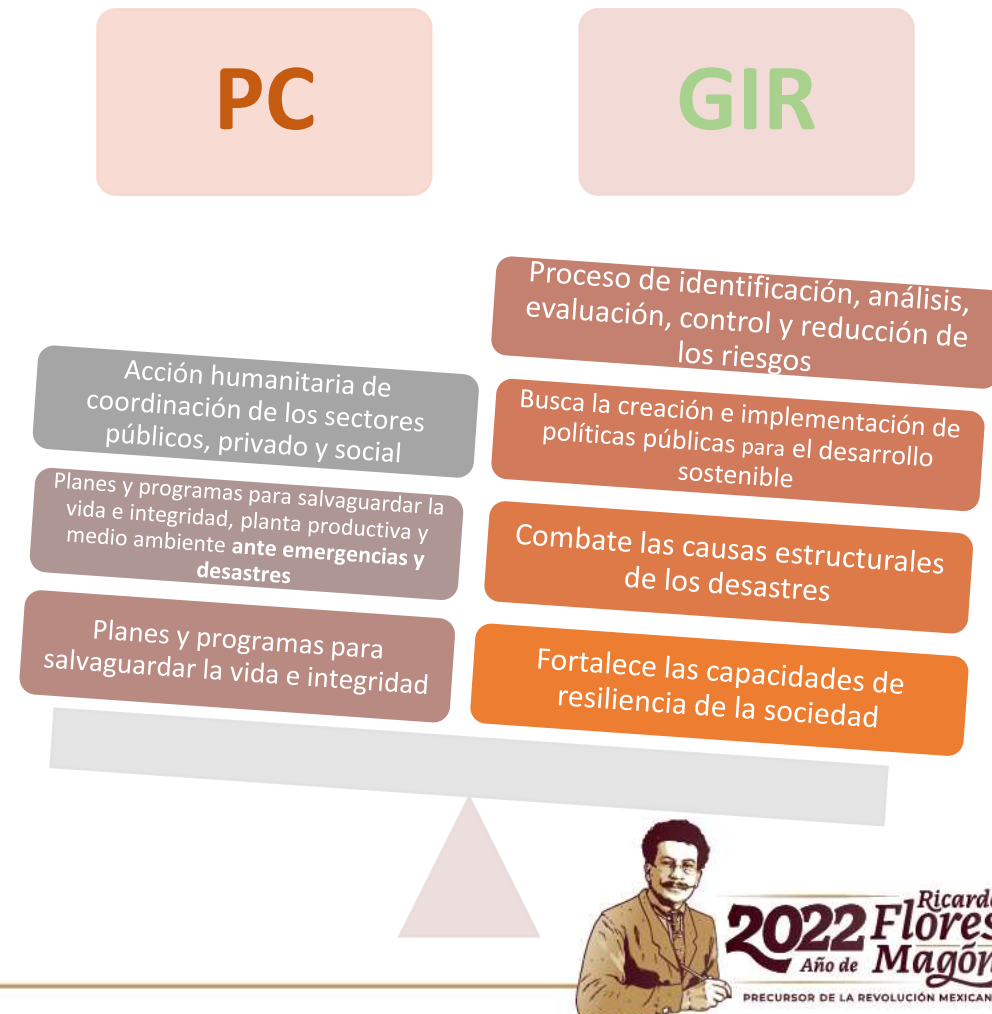 PC
GIR
Acción humanitaria de
coordinación de los sectores
públicos, privado y social
Planes y programas para salvaguardar la
vida e integridad, planta productiva y
medio ambiente ante emergencias y
desastres
Planes y programas para
salvaguardar la vida e integridad
Proceso de identificación, análisis,
evaluación, control y reducción de
los riesgos
Busca la creación e implementación de
políticas públicas para el desarrollo
sostenible
Combate las causas estructurales
de los desastres
Fortalece las capacidades de
resiliencia de la sociedad
2022
Año de
Ricardo
Flores
Magón
PRECURSOR DE LA REVOLUCIÓN MEXICAN